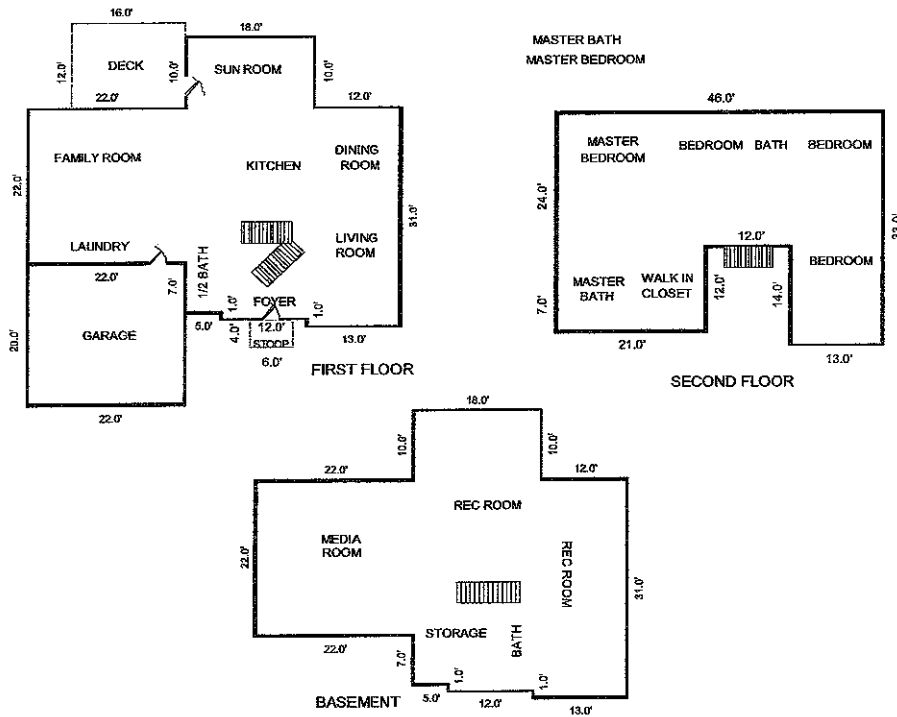 16.0'
12.0'
DECK
10.0'
18.0'
SUN ROOM
10.0'
22.0'
12.0'
FAMILY ROOM
KITCHEN
DINING
ROOM
22.0'
31.0'
LAUNDRY
LIVING
ROOM
22.0'
7.0'
1/2 BATH
1.0'
FOYER
1.0'
GARAGE
5.0'
4.0'
12.0'
STOOP
6.0'
13.0'
20.0'
22.0'
FIRST FLOOR
MASTER BATH
MASTER BEDROOM
46.0'
MASTER
BEDROOM
BEDROOM
BATH
BEDROOM
24.0'
33.0'
12.0'
BEDROOM
MASTER
BATH
WALK IN
CLOSET
12.0'
14.0'
7.0'
21.0'
13.0'
SECOND FLOOR
18.0'
10.0'
10.0'
22.0'
12.0'
REC ROOM
MEDIA
ROOM
REC ROOM
22.0'
31.0'
STORAGE
BATH
22.0'
7.0'
1.0'
1.0'
5.0'
12.0'
13.0'
BASEMENT